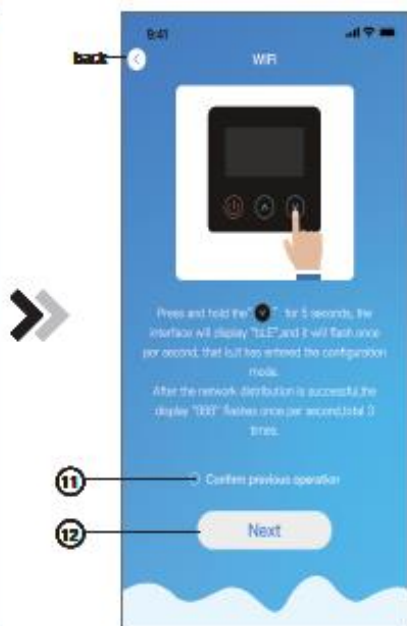 9:41
back
WIFI
Press and hold the" " for 5 seconds, the
interface will display "bLE",and it will flash once
per second, that is,it has entered the configuration
mode.
After the network distribution is successful,the
display "000" flashes once per second,total 3
times.
11
Confirm previous operation
12
Next